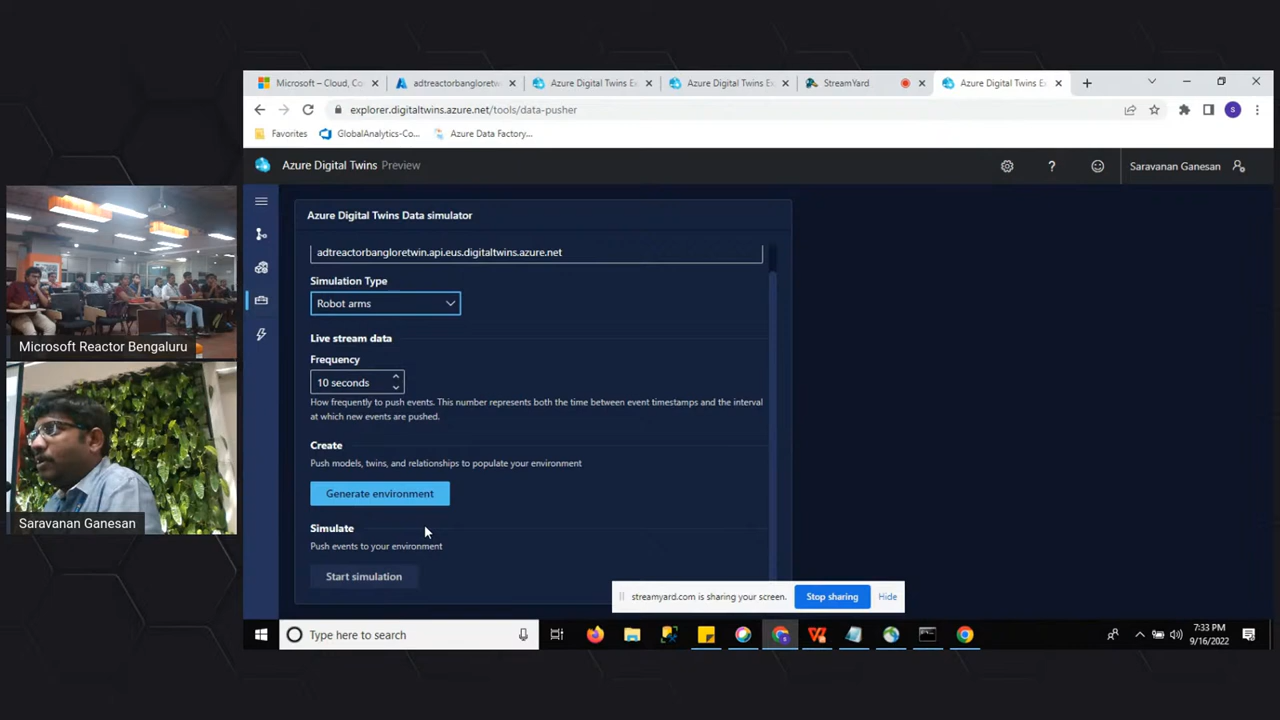 Microsoft – Cloud, Co
adtreactorbangloretw
Azure Digital Twins Ex
Azure Digital Twins Ex
StreamYard
Azure Digital Twins Ex
explorer.digitaltwins.azure.net/tools/data-pusher
S
Favorites
GlobalAnalytics-Co...
Azure Data Factory...
Azure Digital Twins Preview
?
Saravanan Ganesan
Azure Digital Twins Data simulator
adtreactorbangloretwin.api.eus.digitaltwins.azure.net
Simulation Type
Robot arms
Live stream data
Frequency
10 seconds
How frequently to push events. This number represents both the time between event timestamps and the interval
at which new events are pushed.
Create
Push models, twins, and relationships to populate your environment
Generate environment
Simulate
Push events to your environment
Start simulation
streamyard.com is sharing your screen.
Stop sharing
Hide
Type here to search
7:33 PM
9/16/2022
Microsoft Reactor Bengaluru
Saravanan Ganesan